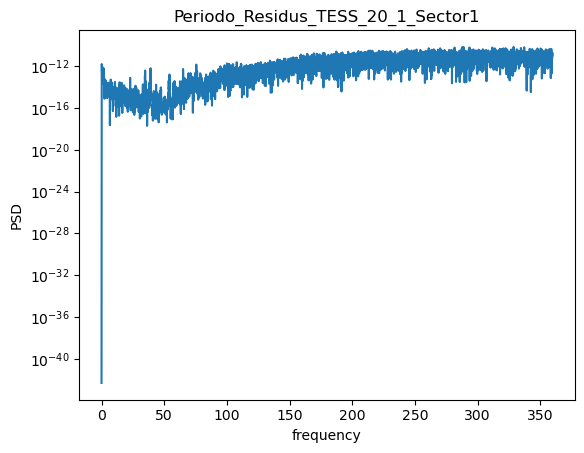 Periodo_Residus_TESS_20_1_Sector1
PSD
10^{-12}
10^{-16}
10^{-20}
10^{-24}
10^{-28}
10^{-32}
10^{-36}
10^{-40}
0 50 100 150 200 250 300 350
frequency